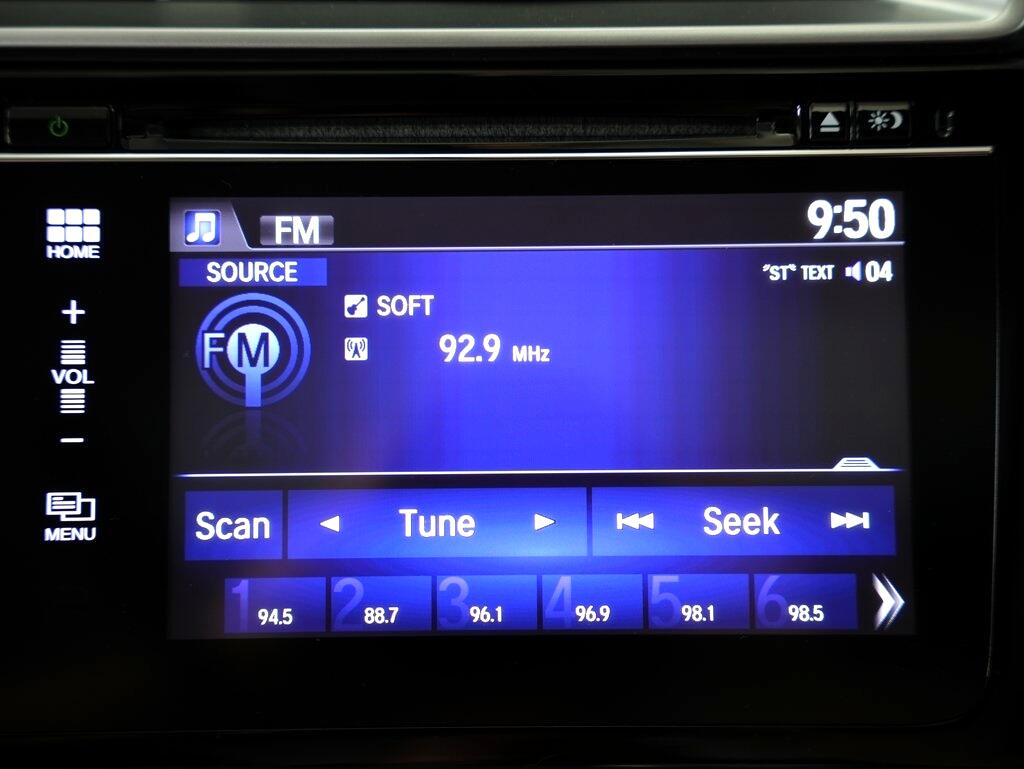 FM 9:50
HOME
SOURCE "ST" TEXT 04
SOFT
FM 92.9 MHz
+
VOL
−
MENU
Scan Tune Seek
1 94.5 2 88.7 3 96.1 4 96.9 5 98.1 6 98.5